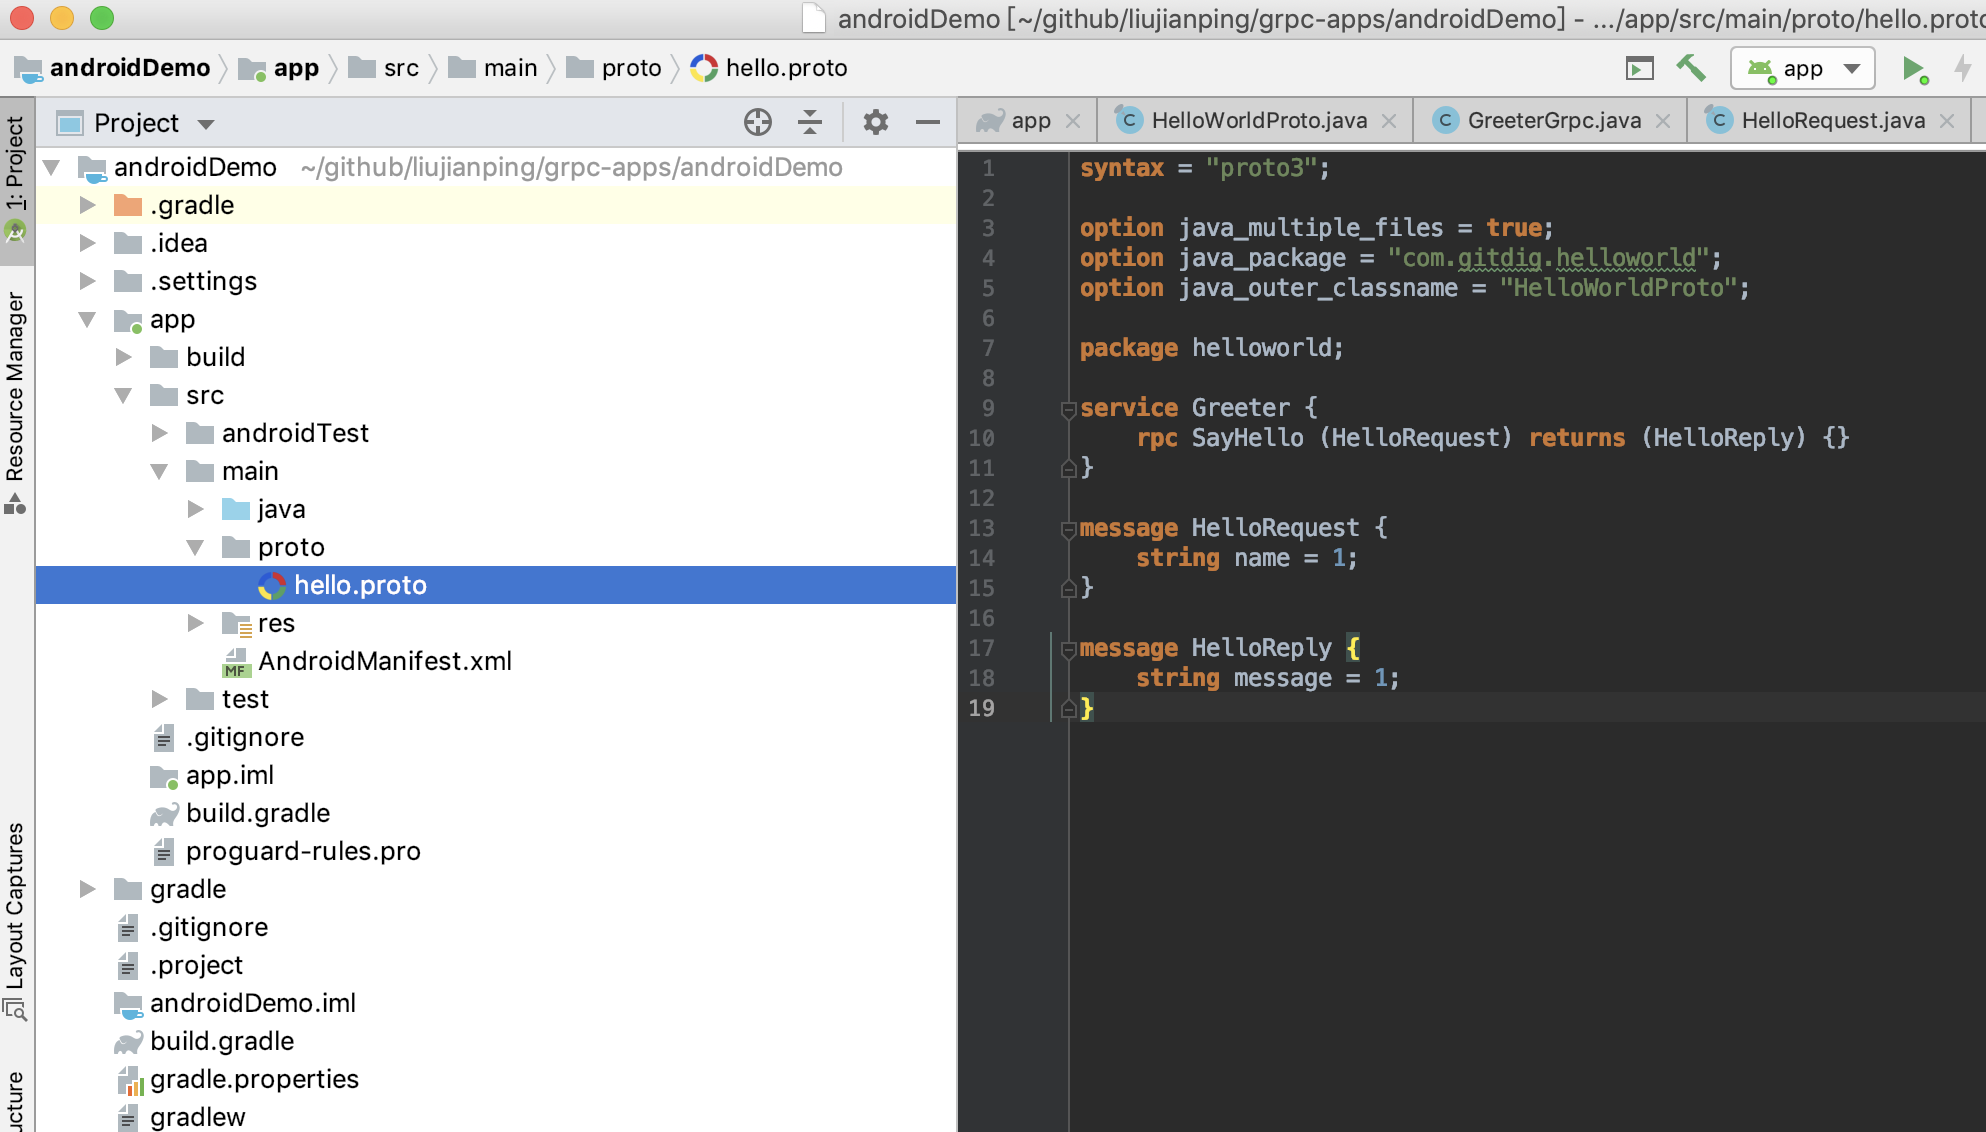 androidDemo [~/github/liujianping/grpc-apps/androidDemo] - .../app/src/main/proto/hello.proto
androidDemo app src main proto hello.proto
app
1: Project
Resource Manager
Layout Captures
Project
androidDemo ~/github/liujianping/grpc-apps/androidDemo
.gradle
.idea
.settings
app
build
src
androidTest
main
java
proto
hello.proto
res
MF AndroidManifest.xml
test
.gitignore
app.iml
build.gradle
proguard-rules.pro
gradle
.gitignore
.project
androidDemo.iml
build.gradle
gradle.properties
gradlew
app C HelloWorldProto.java C GreeterGrpc.java C HelloRequest.java
1 syntax = "proto3";
2
3 option java_multiple_files = true;
4 option java_package = "com.gitdig.helloworld";
5 option java_outer_classname = "HelloWorldProto";
6
7 package helloworld;
8
9 service Greeter {
10 rpc SayHello (HelloRequest) returns (HelloReply) {}
11 }
12
13 message HelloRequest {
14 string name = 1;
15 }
16
17 message HelloReply {
18 string message = 1;
19 }